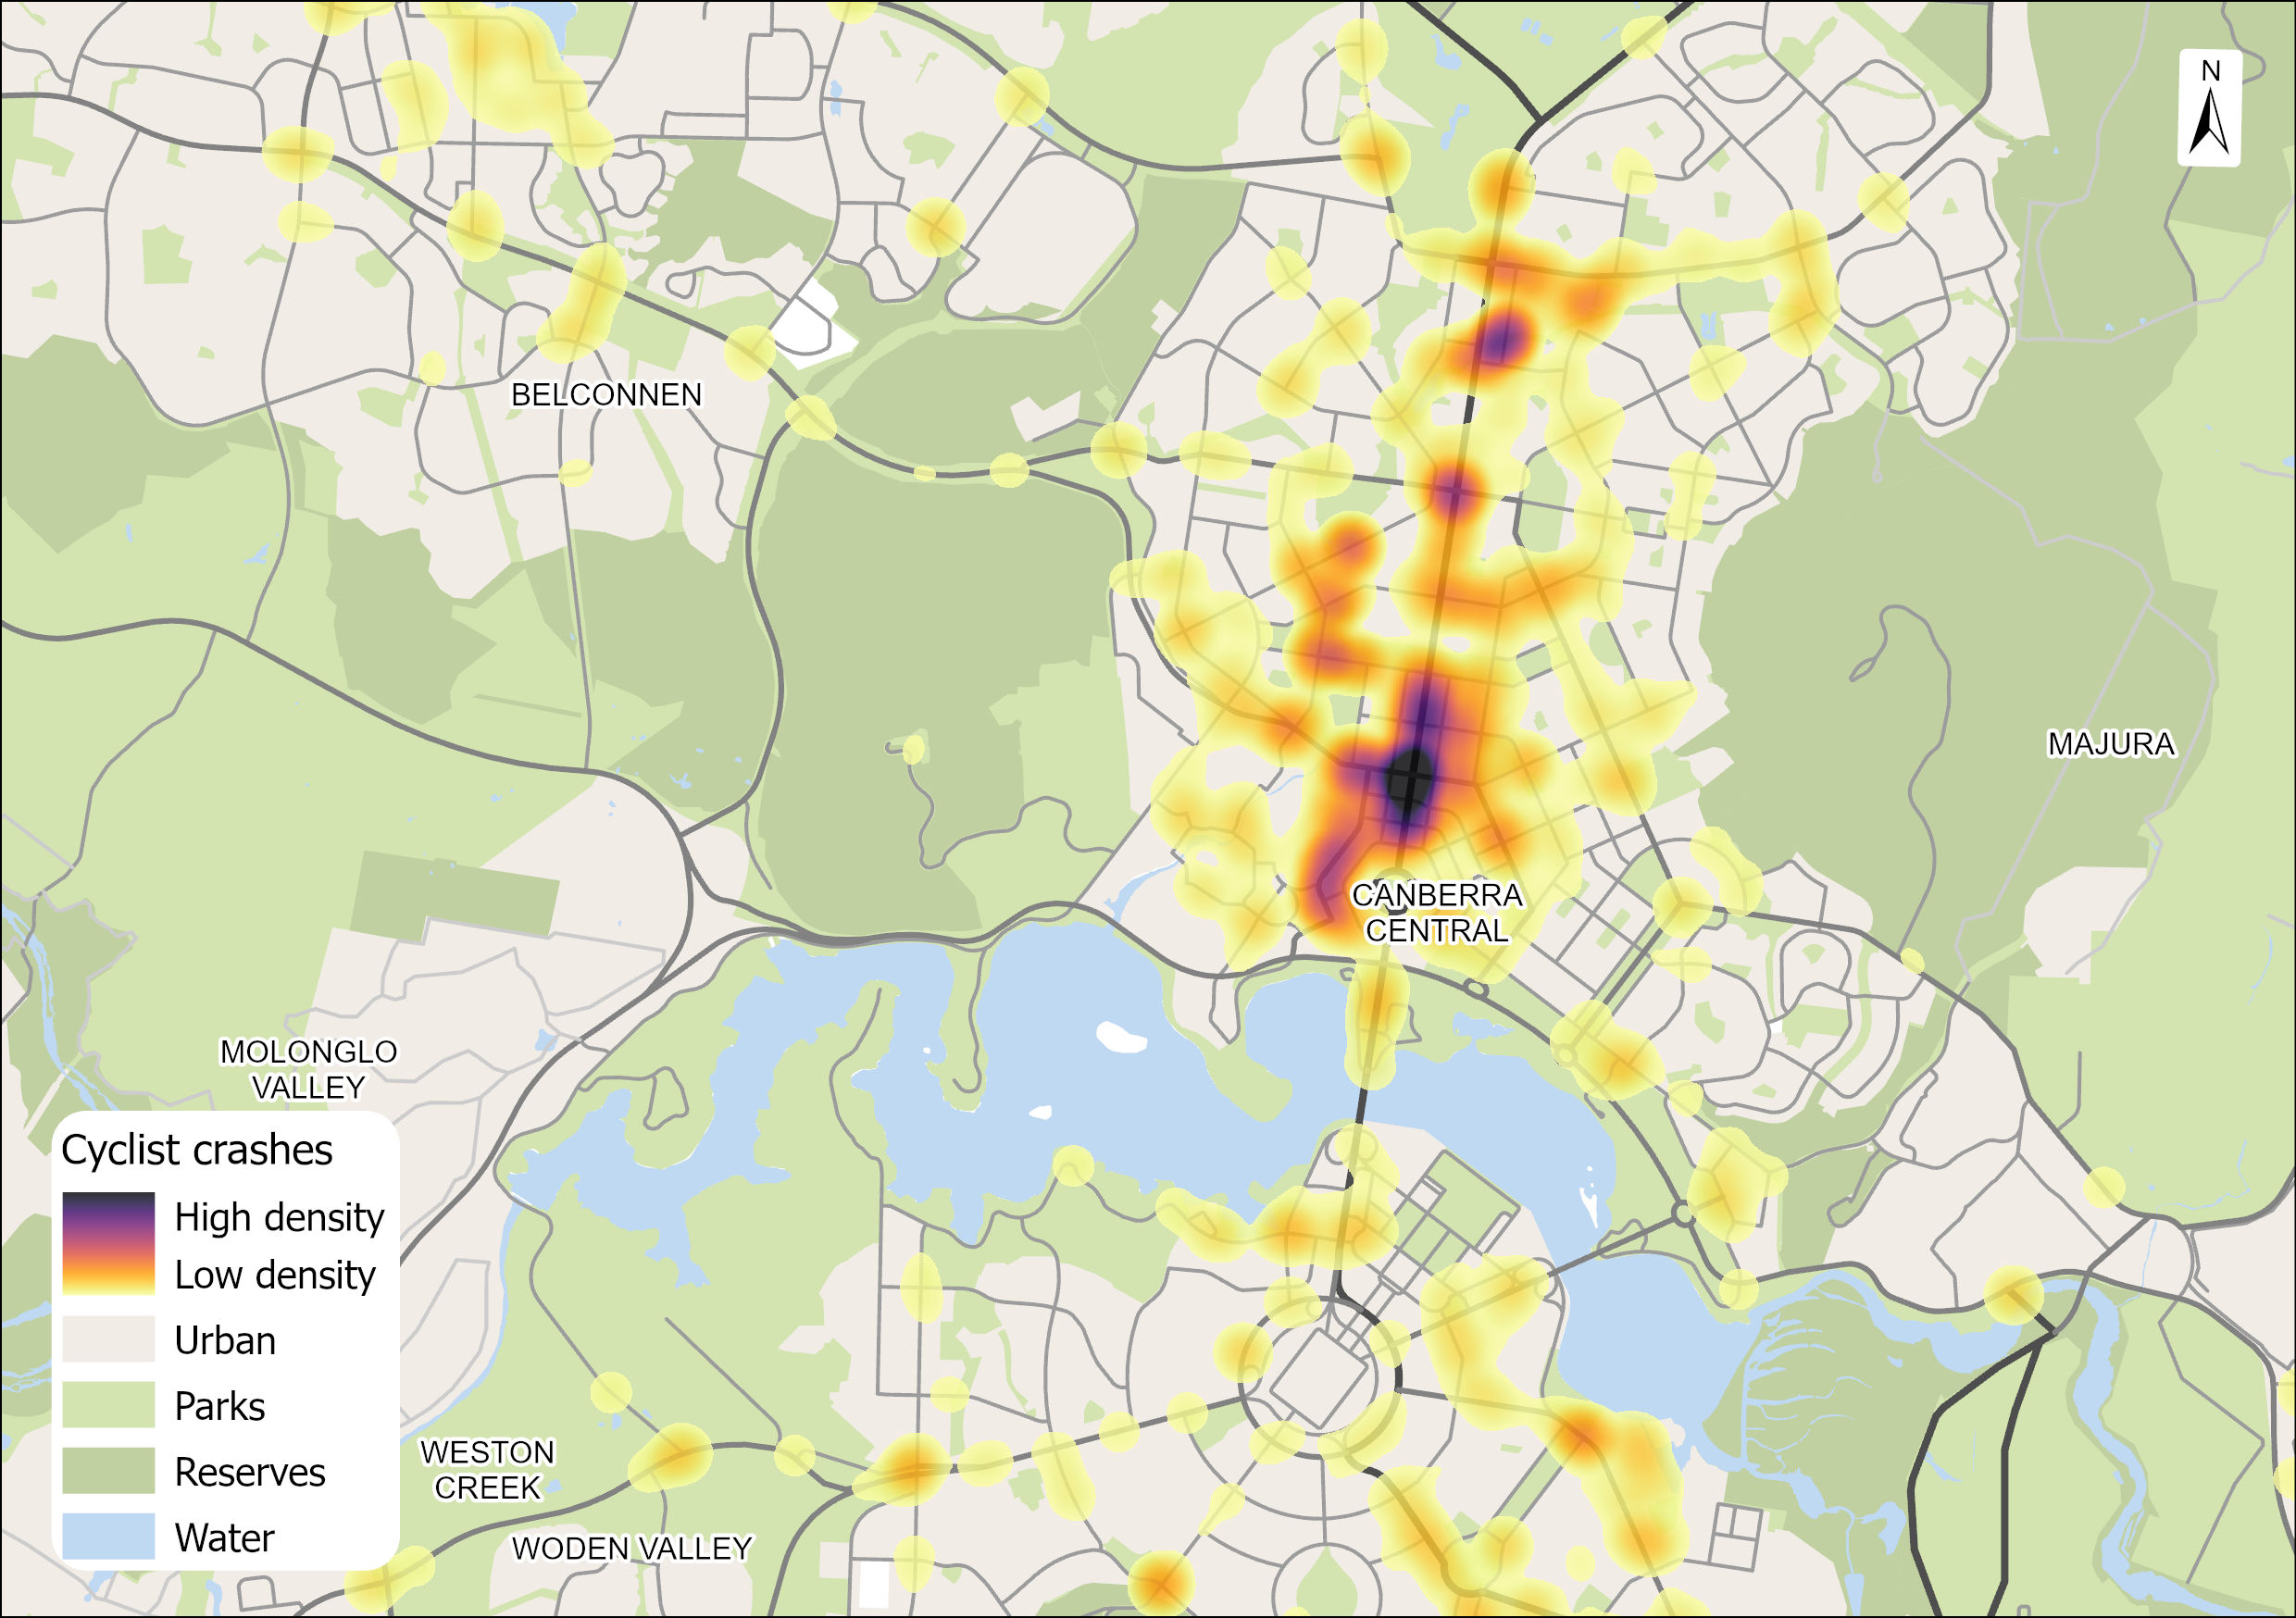 N
BELCONNEN
MAJURA
CANBERRA
CENTRAL
MOLONGLO
VALLEY
Cyclist crashes
High density
Low density
Urban
Parks
Reserves
Water
WESTON
CREEK
WODEN VALLEY